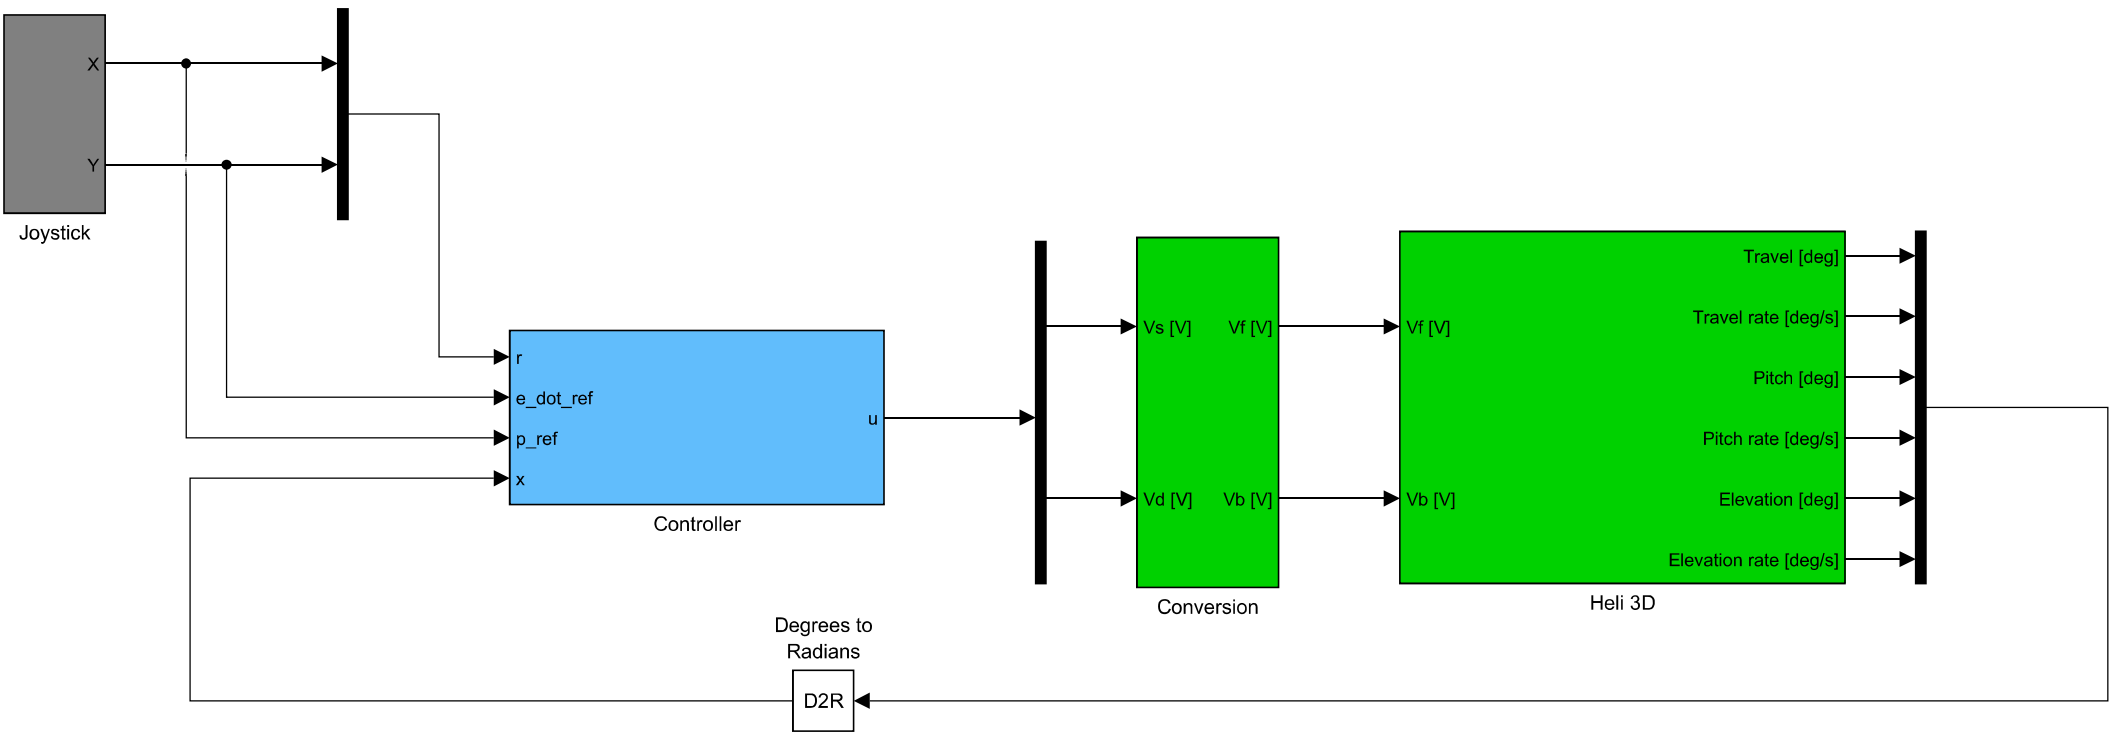 X
Y
Joystick
r
e_dot_ref
p_ref
x
u
Controller
Vs [V]
Vf [V]
Vd [V]
Vb [V]
Conversion
Vf [V]
Vb [V]
Travel [deg]
Travel rate [deg/s]
Pitch [deg]
Pitch rate [deg/s]
Elevation [deg]
Elevation rate [deg/s]
Heli 3D
Degrees to
Radians
D2R